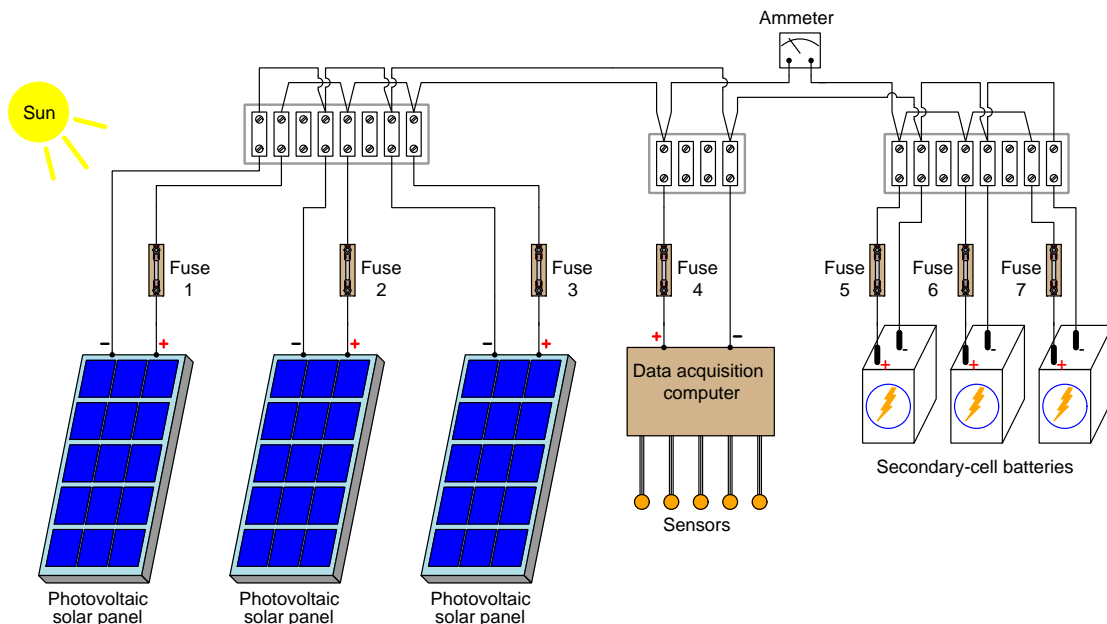 Ammeter
Sun
Fuse
1
Fuse
2
Fuse
3
Fuse
4
Fuse
5
Fuse
6
Fuse
7
- +
- +
- +
+ -
Data acquisition
computer
+ -
+ -
+ -
Sensors
Secondary-cell batteries
Photovoltaic
solar panel
Photovoltaic
solar panel
Photovoltaic
solar panel